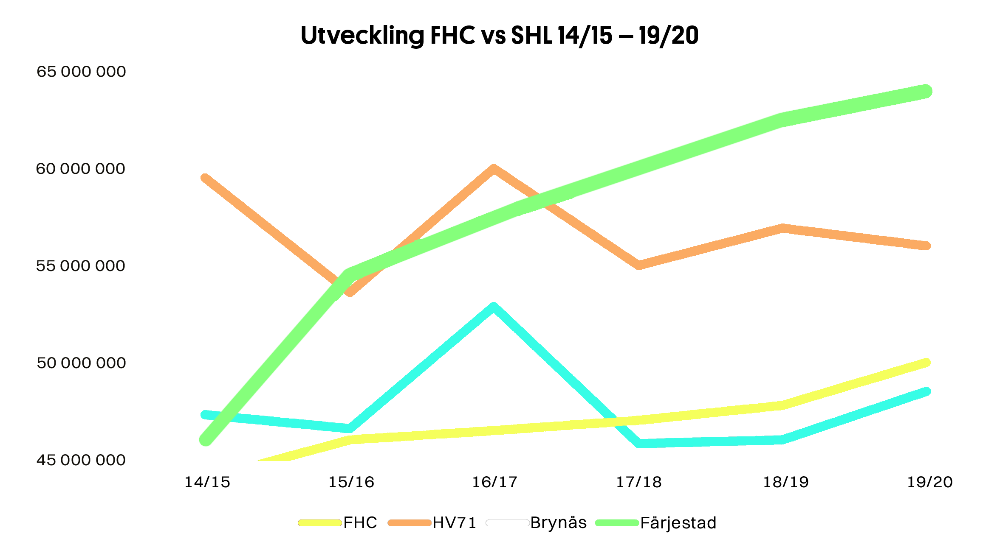 Utveckling FHC vs SHL 14/15 – 19/20
65 000 000
60 000 000
55 000 000
50 000 000
45 000 000
14/15 15/16 16/17 17/18 18/19 19/20
FHC HV71 Brynäs Färjestad